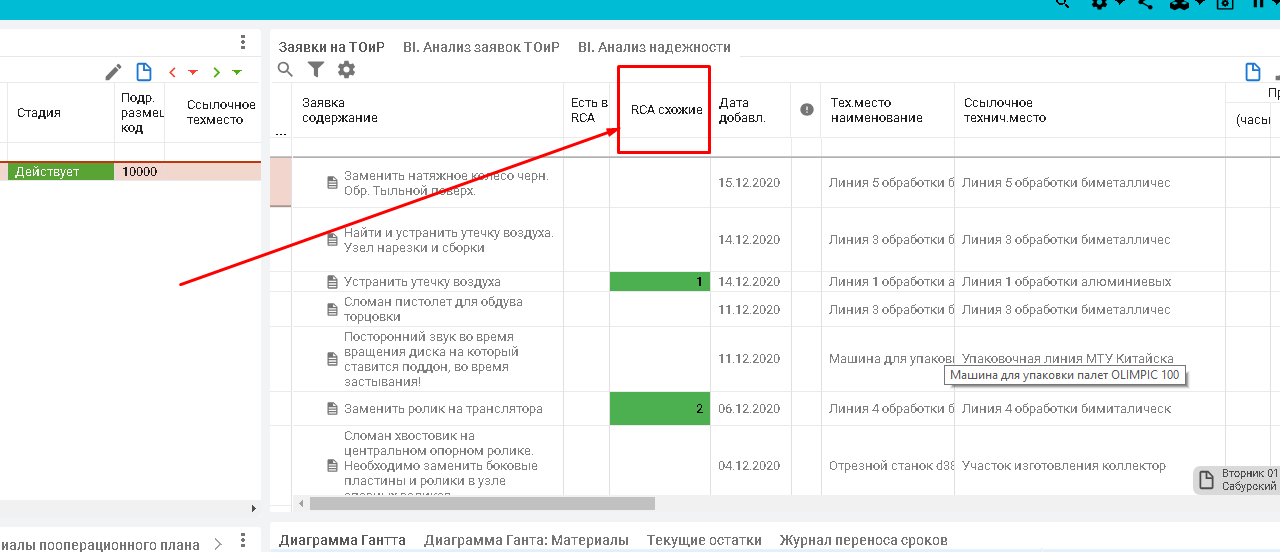 Заявки на ТОиР BI. Анализ заявок ТОиР BI. Анализ надежности
Стадия
Подр.
размец
код
Ссылочное
техместо
Действует 10000
...
Заявка
содержание
Есть в
RCA
RCA схожие
Дата
добавл.
Тех.место
наименование
Ссылочное
технич.место
Пр
(часы
Заменить натяжное колесо черн.
Обр. Тыльной поверх.
15.12.2020 Линия 5 обработки б Линия 5 обработки биметалличес
Найти и устранить утечку воздуха.
Узел нарезки и сборки
14.12.2020 Линия 3 обработки б Линия 3 обработки биметалличес
Устранить утечку воздуха 1 14.12.2020 Линия 1 обработки а Линия 1 обработки алюминиевых
Сломан пистолет для обдува
торцовки
11.12.2020 Линия 3 обработки б Линия 3 обработки биметалличес
Посторонний звук во время
вращения диска на который
ставится поддон, во время
застывания!
11.12.2020 Машина для упаков Упаковочная линия МТУ Китайска
Машина для упаковки палет OLIMPIC 100
Заменить ролик на транслятора 2 06.12.2020 Линия 4 обработки б Линия 4 обработки бимиталическ
Сломан хвостовик на
центральном опорном ролике.
Необходимо заменить боковые
пластины и ролики в узле
04.12.2020 Отрезной станок d38 Участок изготовления коллектор
Вторник 01
Сабурский
иалы пооперационного плана
Диаграмма Гантта Диаграмма Ганта: Материалы Текущие остатки Журнал переноса сроков